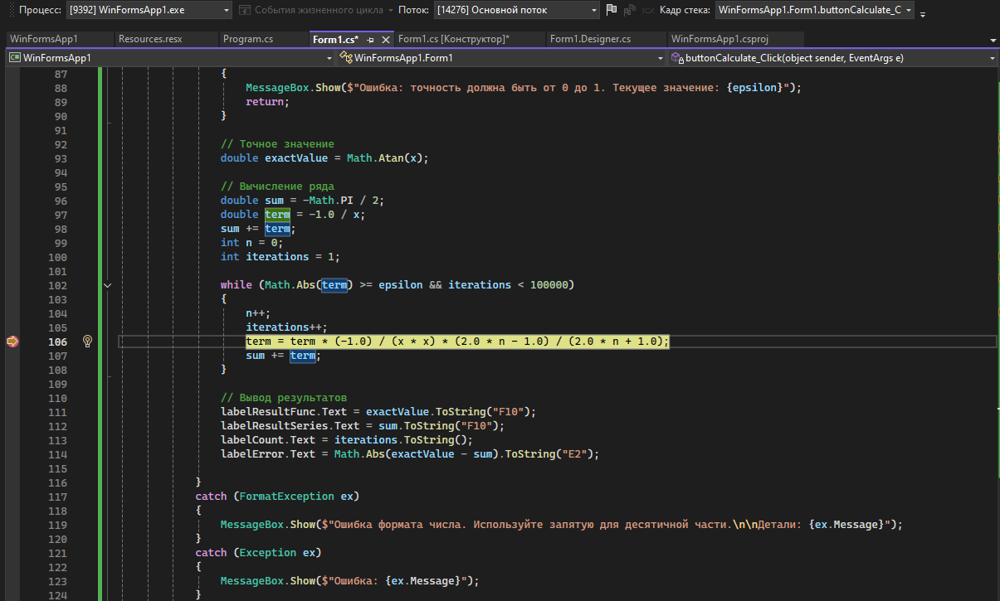 Процесс: [9392] WinFormsApp1.exe События жизненного цикла Поток: [14276] Основной поток Кадр стека: WinFormsApp1.Form1.buttonCalculate_C
WinFormsApp1 Resources.resx Program.cs Form1.cs* Form1.cs [Конструктор]* Form1.Designer.cs WinFormsApp1.csproj
C# WinFormsApp1 WinFormsApp1.Form1 buttonCalculate_Click(object sender, EventArgs e)
87 {
88 MessageBox.Show($"Ошибка: точность должна быть от 0 до 1. Текущее значение: {epsilon}");
89 return;
90 }
91
92 // Точное значение
93 double exactValue = Math.Atan(x);
94
95 // Вычисление ряда
96 double sum = -Math.PI / 2;
97 double term = -1.0 / x;
98 sum += term;
99 int n = 0;
100 int iterations = 1;
101
102 while (Math.Abs(term) >= epsilon && iterations < 100000)
103 {
104 n++;
105 iterations++;
106 term = term * (-1.0) / (x * x) * (2.0 * n - 1.0) / (2.0 * n + 1.0);
107 sum += term;
108 }
109
110 // Вывод результатов
111 labelResultFunc.Text = exactValue.ToString("F10");
112 labelResultSeries.Text = sum.ToString("F10");
113 labelCount.Text = iterations.ToString();
114 labelError.Text = Math.Abs(exactValue - sum).ToString("E2");
115
116 }
117 catch (FormatException ex)
118 {
119 MessageBox.Show($"Ошибка формата числа. Используйте запятую для десятичной части.\n\nДетали: {ex.Message}");
120 }
121 catch (Exception ex)
122 {
123 MessageBox.Show($"Ошибка: {ex.Message}");
124 }